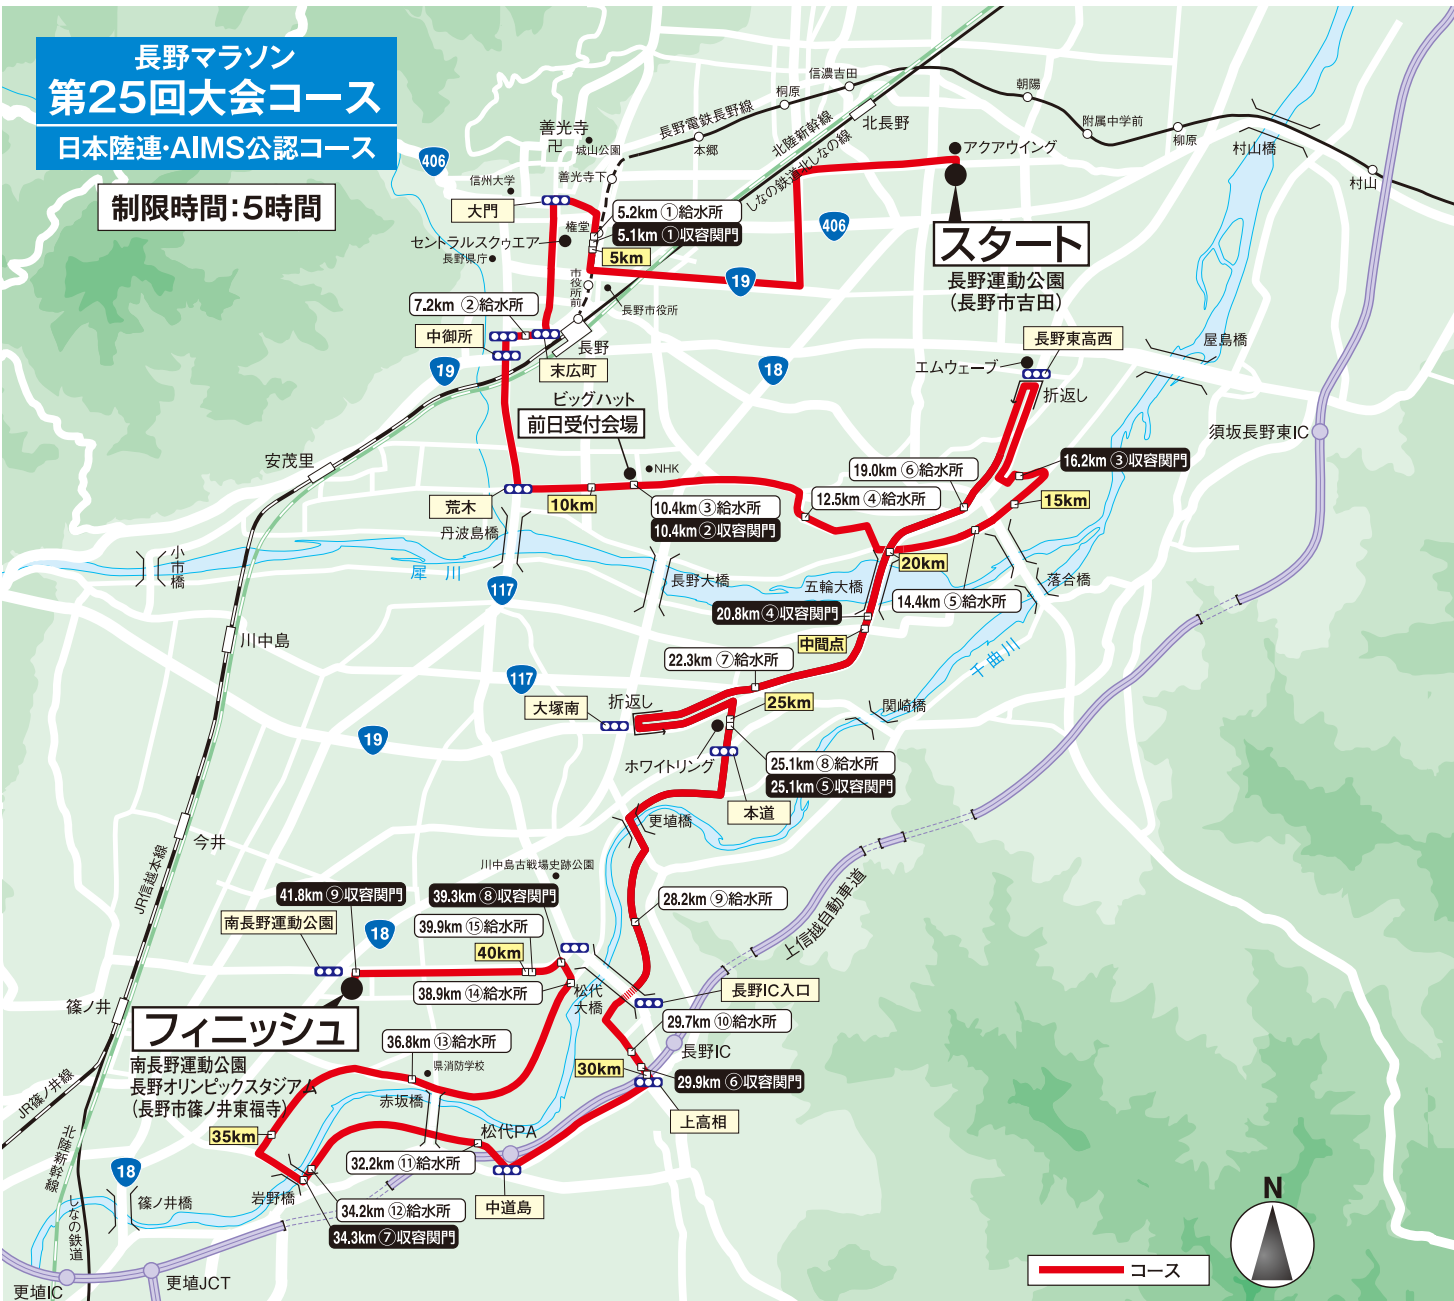 長野マラソン
第25回大会コース
日本陸連・AIMS公認コース
制限時間:5時間
406
善光寺
卍
城山公園
信州大学
善光寺下
大門
権堂
セントラルスクゥエア
長野県庁
市役所前
長野市役所
長野電鉄長野線
本郷
桐原
信濃吉田
北陸新幹線
しなの鉄道北しなの線
北長野
朝陽
附属中学前
柳原
村山橋
村山
アクアウイング
スタート
長野運動公園
(長野市吉田)
406
19
5.2km ①給水所
5.1km ①収容関門
5km
7.2km ②給水所
中御所
19
長野
末広町
18
ビッグハット
前日受付会場
NHK
安茂里
荒木
10km
10.4km ③給水所
10.4km ②収容関門
12.5km ④給水所
19.0km ⑥給水所
エムウェーブ
長野東高西
折返し
屋島橋
須坂長野東IC
16.2km ③収容関門
15km
20km
14.4km ⑤給水所
落合橋
丹波島橋
小市橋
犀川
117
長野大橋
五輪大橋
20.8km ④収容関門
中間点
千曲川
川中島
22.3km ⑦給水所
117
大塚南
折返し
25km
関崎橋
19
ホワイトリング
25.1km ⑧給水所
25.1km ⑤収容関門
本道
更埴橋
今井
JR信越本線
川中島古戦場史跡公園
41.8km ⑨収容関門
39.3km ⑧収容関門
28.2km ⑨給水所
上信越自動車道
南長野運動公園
18
39.9km ⑮給水所
40km
38.9km ⑭給水所
松代大橋
長野IC入口
篠ノ井
フィニッシュ
南長野運動公園
長野オリンピックスタジアム
(長野市篠ノ井東福寺)
29.7km ⑩給水所
長野IC
36.8km ⑬給水所
県消防学校
30km
29.9km ⑥収容関門
JR篠ノ井線
赤坂橋
上高相
35km
松代PA
北陸新幹線
32.2km ⑪給水所
18
篠ノ井橋
岩野橋
34.2km ⑫給水所
中道島
34.3km ⑦収容関門
しなの鉄道
更埴IC
更埴JCT
N
コース